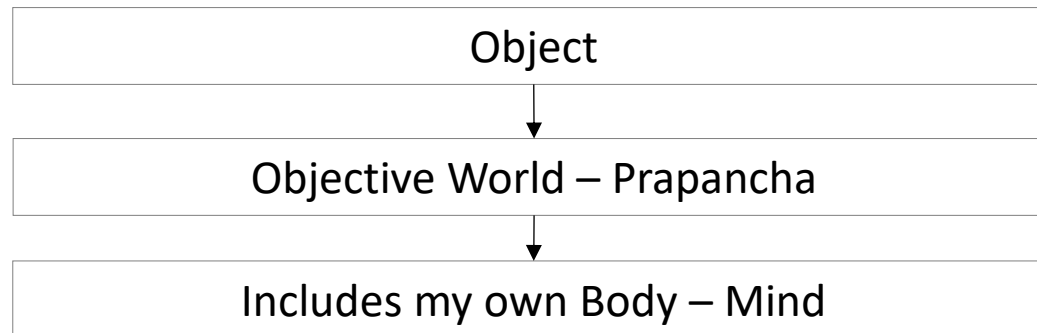 Object
Objective World – Prapancha
Includes my own Body – Mind